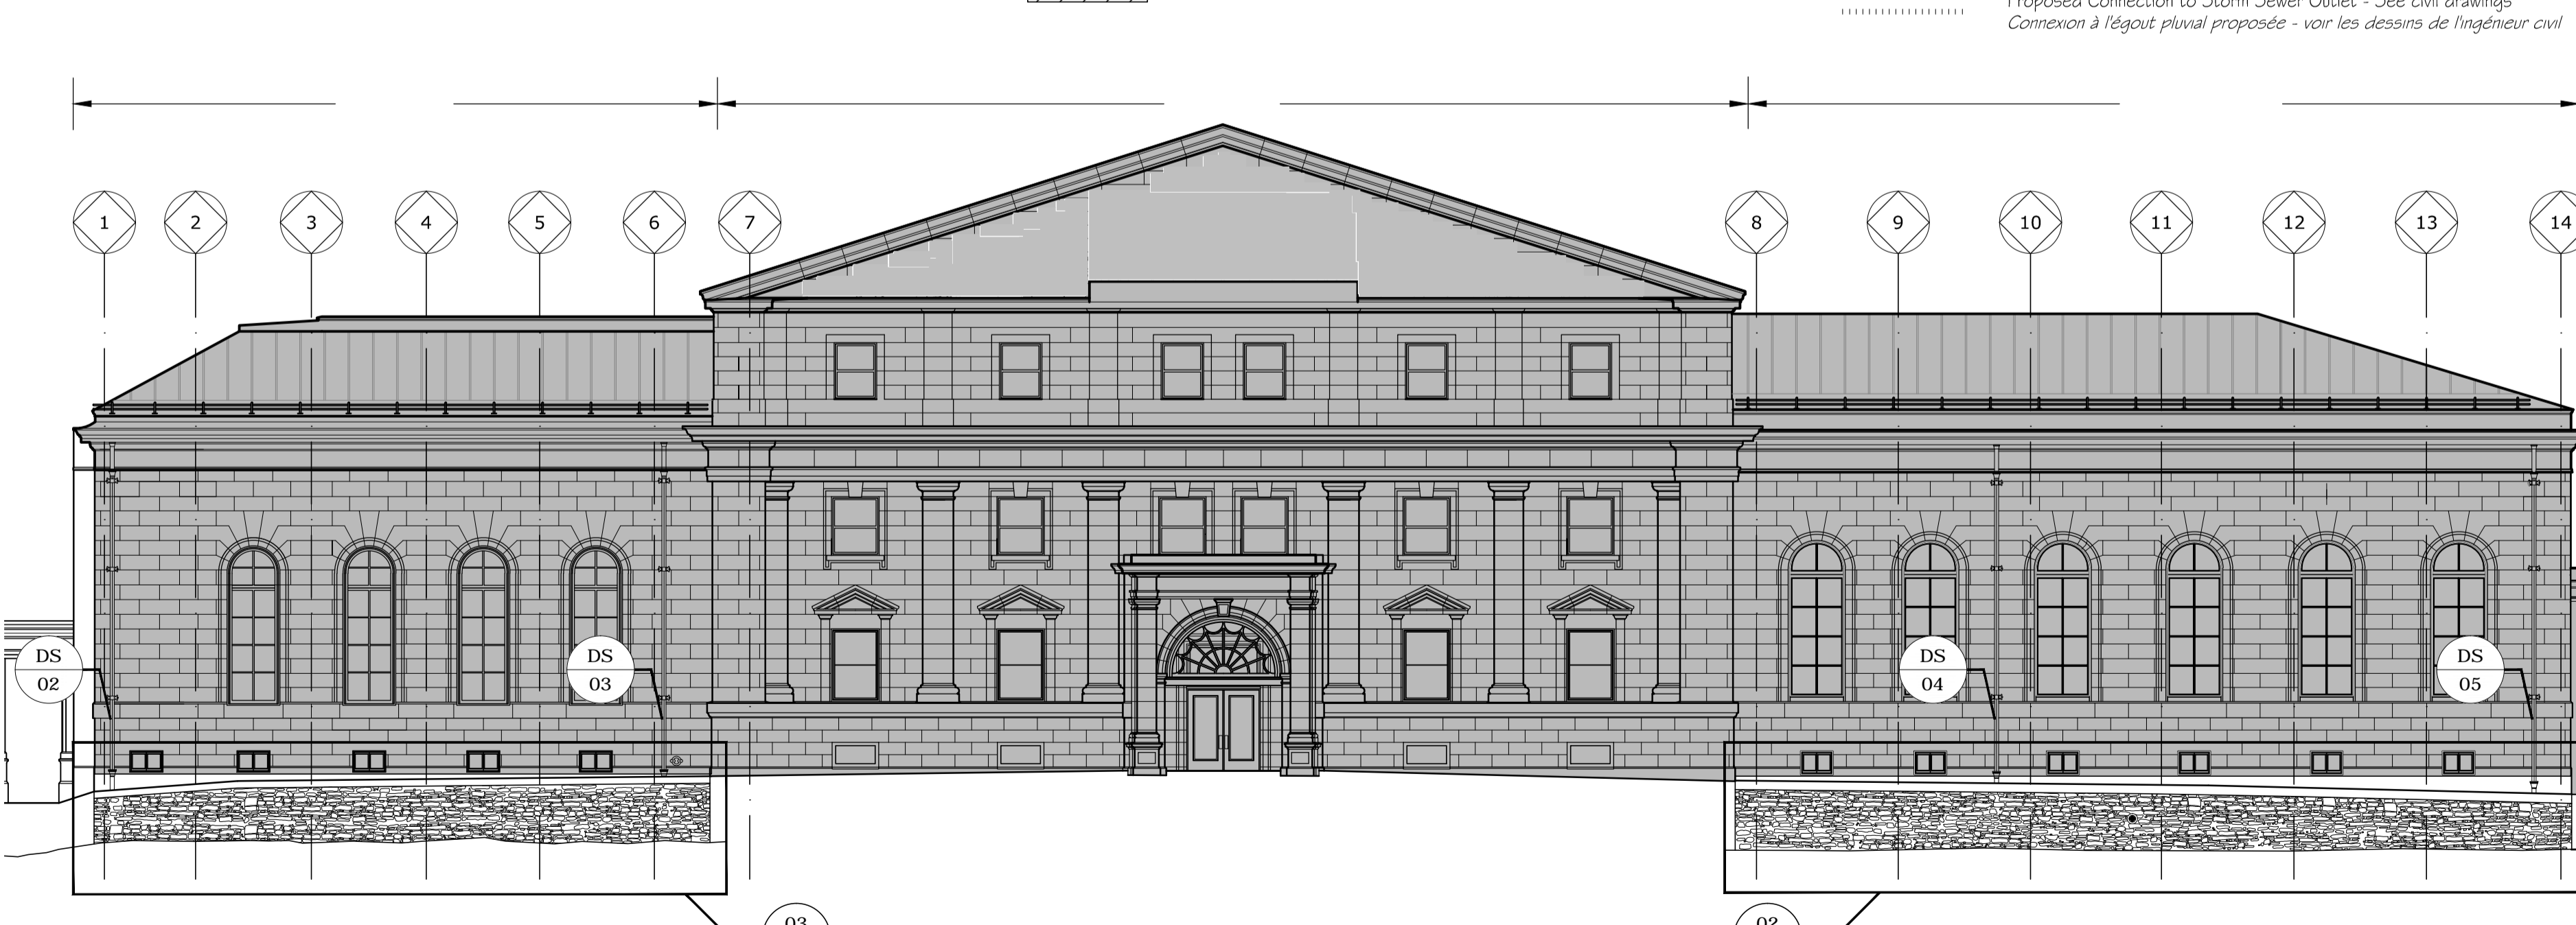 Proposed Connection to Storm Sewer Outlet - See civil drawings
Connexion à l'égout pluvial proposée - voir les dessins de l'ingénieur civil
1 2 3 4 5 6 7 8 9 10 11 12 13 14
DS
02
DS
03
DS
04
DS
05
03
02